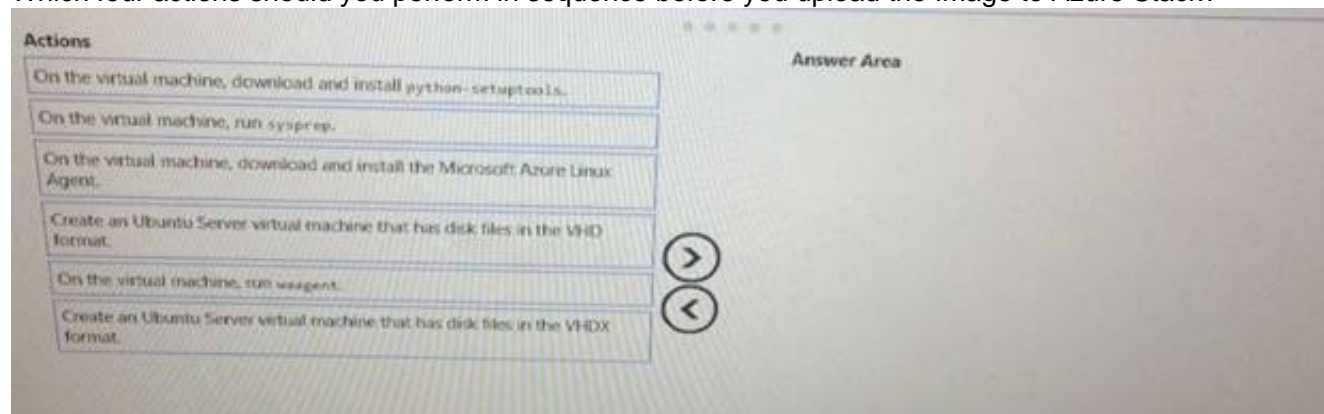 Which four actions should you perform in sequence before you upload the image to Azure Stack?
Actions
Answer Area
On the virtual machine, download and install python-setuptools.
On the virtual machine, run sysprep.
On the virtual machine, download and install the Microsoft Azure Linux
Agent.
Create an Ubuntu Server virtual machine that has disk files in the VHD
format.
On the virtual machine, run waagent.
Create an Ubuntu Server virtual machine that has disk files in the VHDX
format.